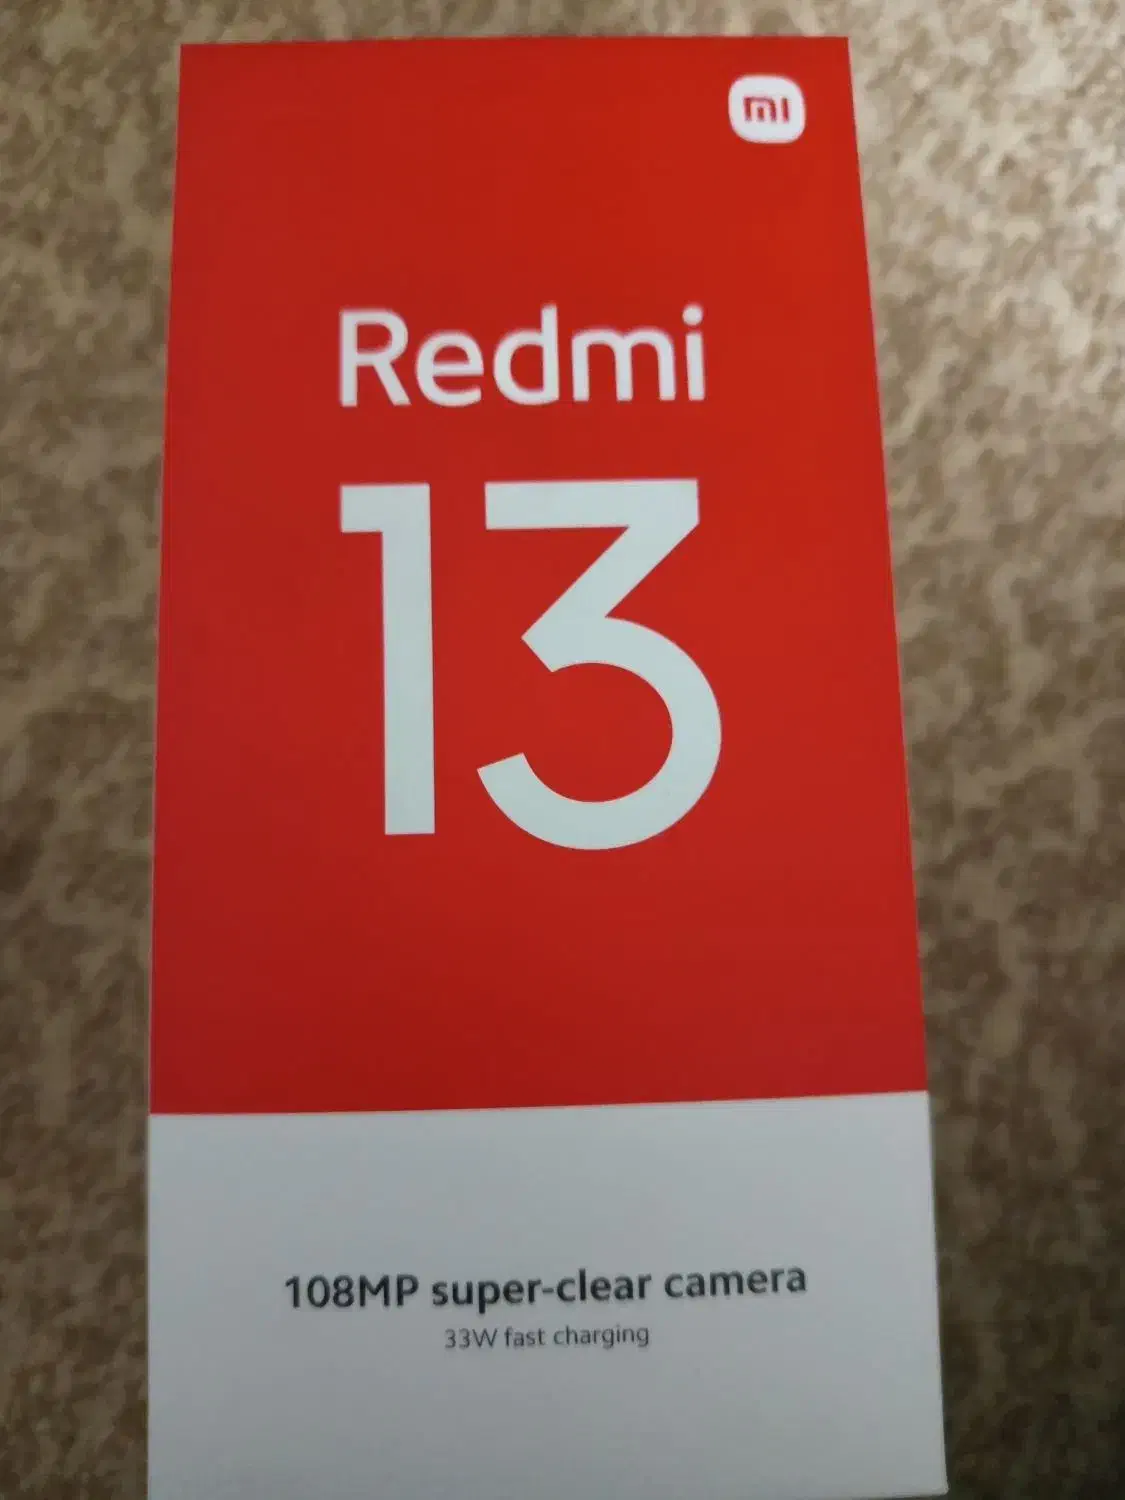 mi
Redmi
13
108MP super-clear camera
33W fast charging